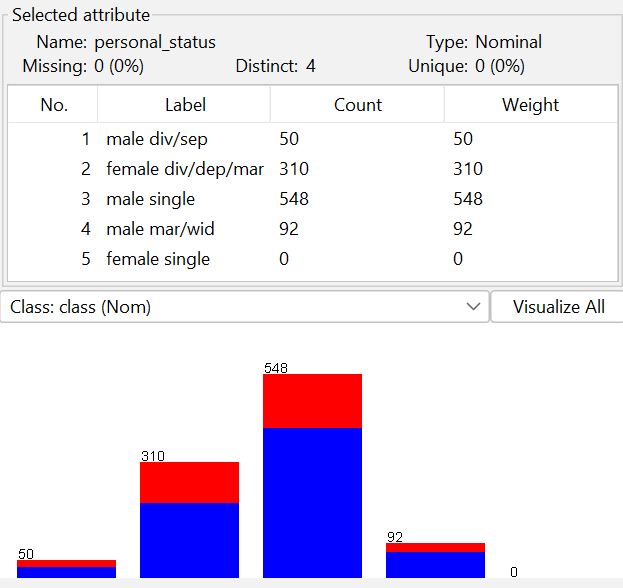 Selected attribute
Name: personal_status Type: Nominal
Missing: 0 (0%) Distinct: 4 Unique: 0 (0%)
No. Label Count Weight
1 male div/sep 50 50
2 female div/dep/mar 310 310
3 male single 548 548
4 male mar/wid 92 92
5 female single 0 0
Class: class (Nom) Visualize All
548
310
92
50
0